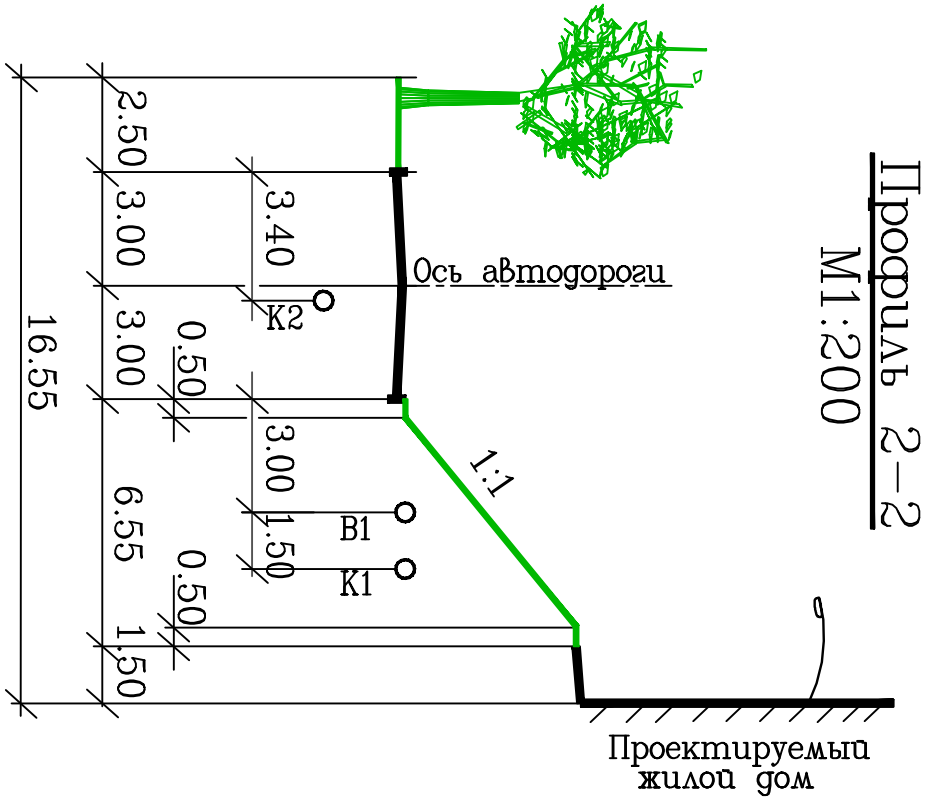 Профиль 2-2
М1:200
Ось автодороги
1:1
К2
В1
К1
2.50
3.00
3.00
6.55
1.50
16.55
3.40
0.50
3.00
1.50
0.50
Проектируемый
жилой дом